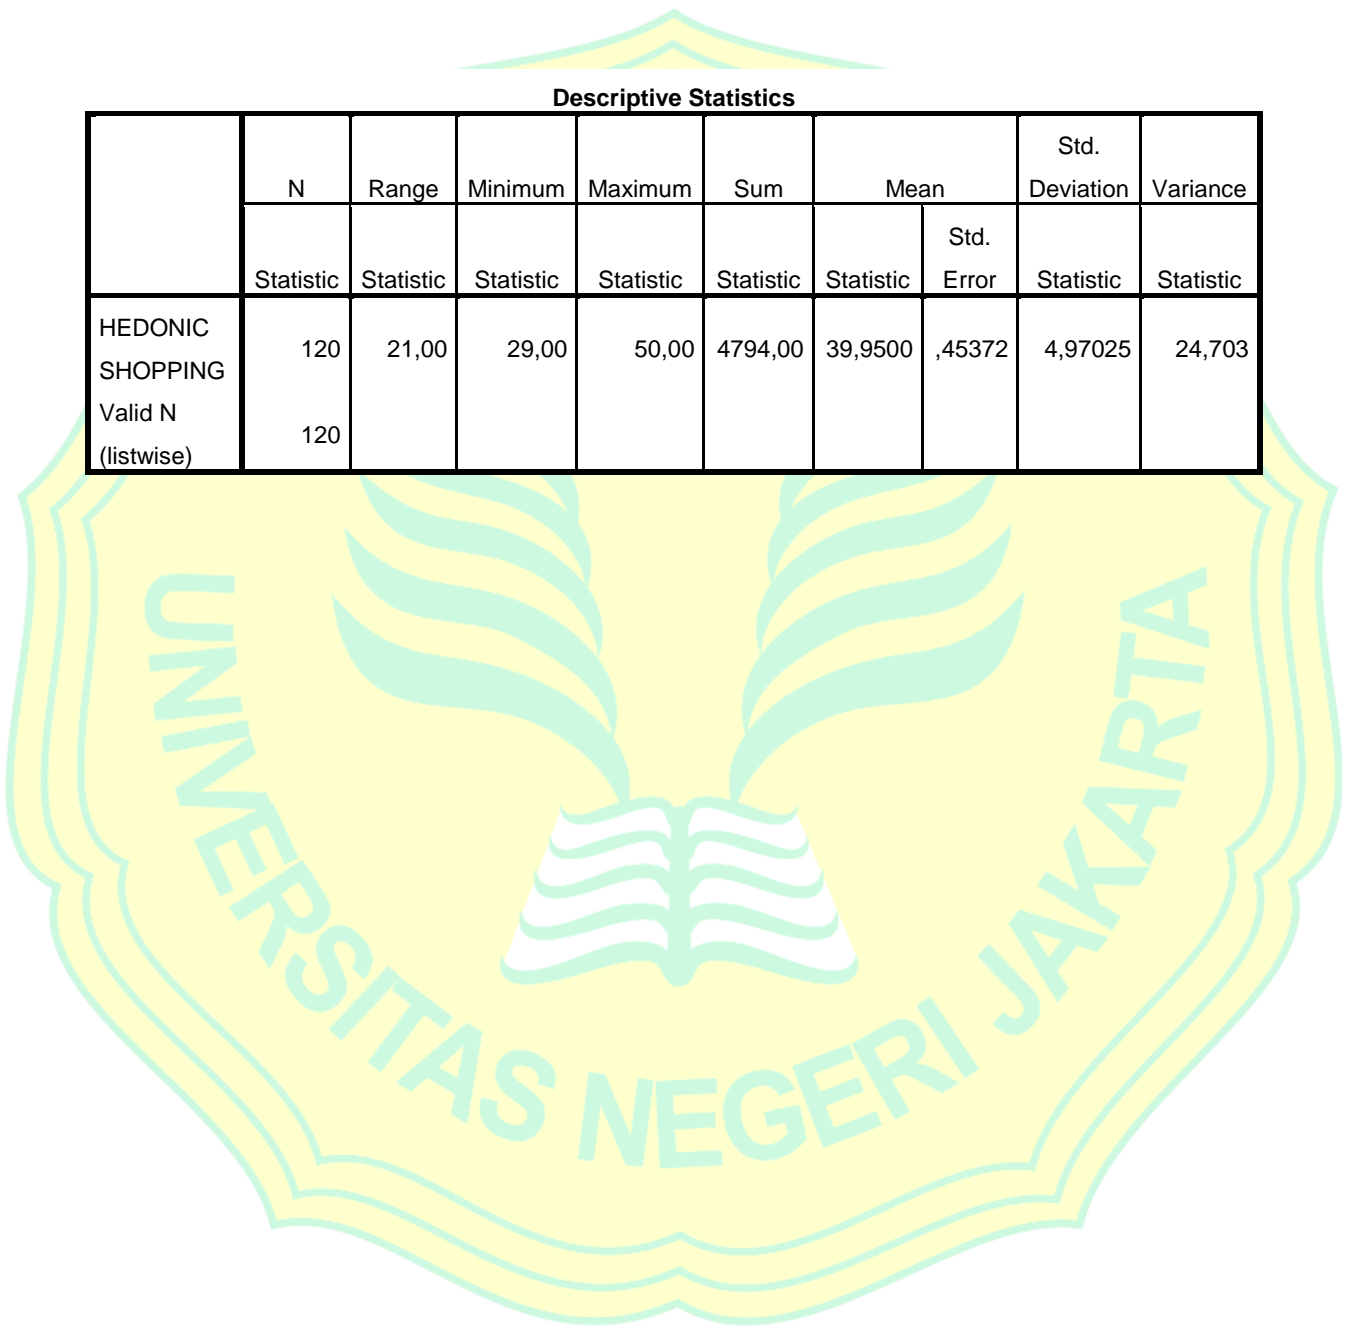 Descriptive Statistics
N Range Minimum Maximum Sum Mean Std. Deviation Variance
Statistic Statistic Statistic Statistic Statistic Statistic Std. Error Statistic Statistic
HEDONIC SHOPPING 120 21,00 29,00 50,00 4794,00 39,9500 ,45372 4,97025 24,703
Valid N (listwise) 120
UNIVERSITAS NEGERI JAKARTA